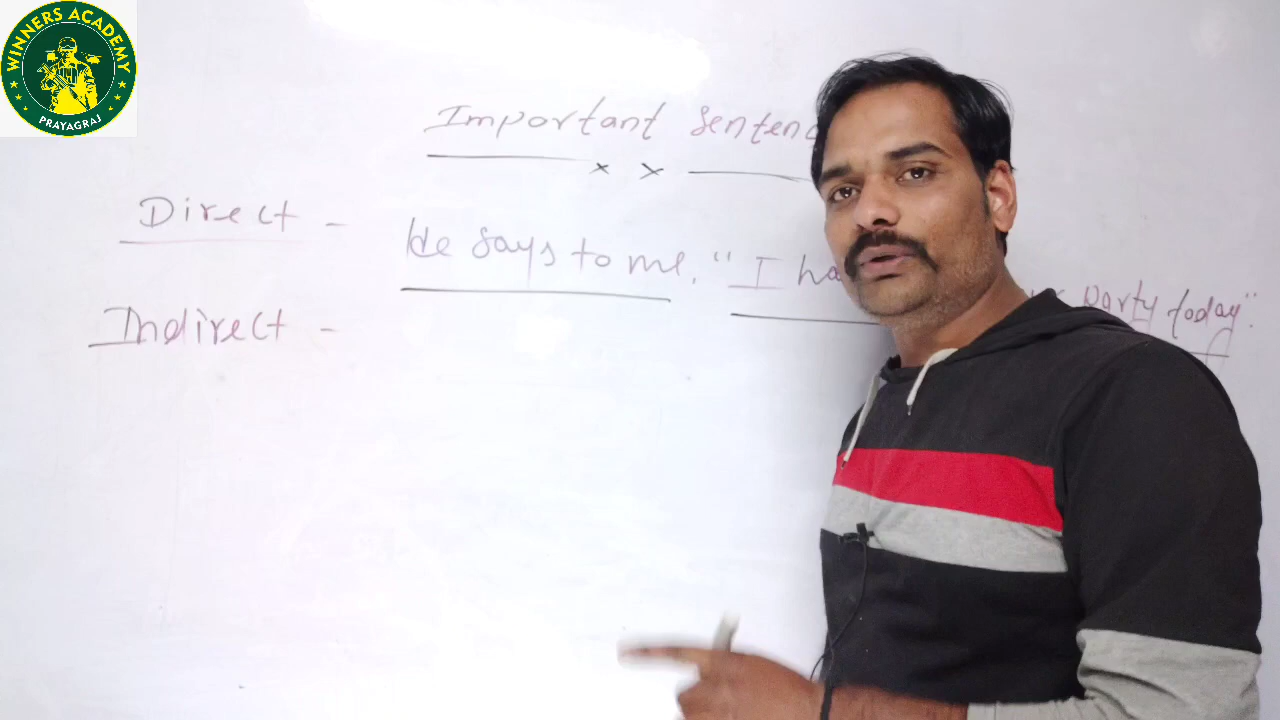 WINNERS ACADEMY
PRAYAGRAJ
Important Senten
Direct - He says to me, "I ha party today".
Indirect -